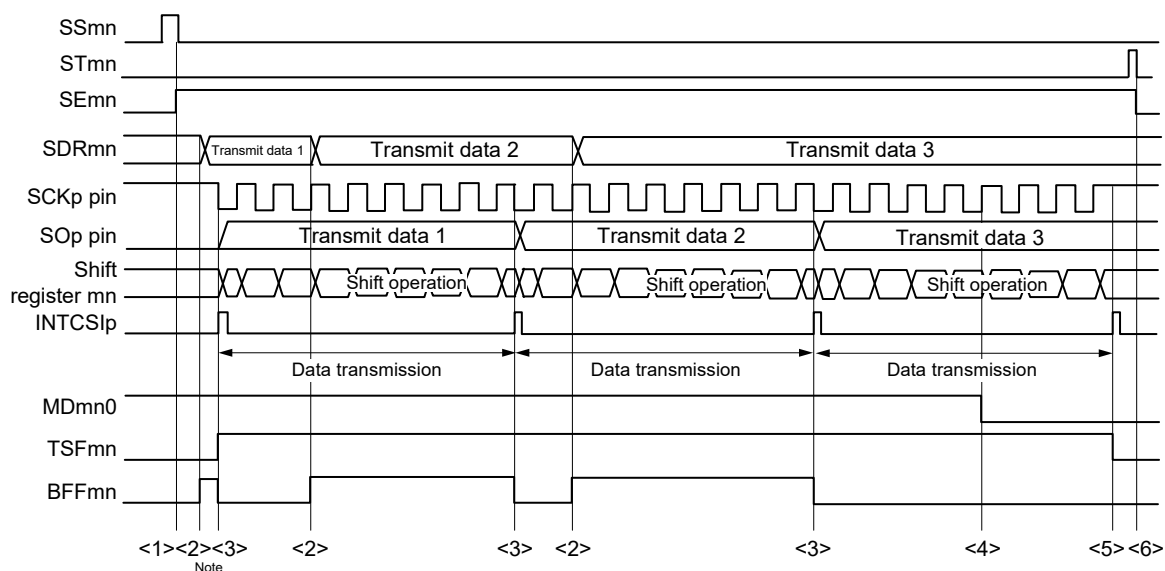 SSmn
STmn
SEmn
SDRmn Transmit data 1 Transmit data 2 Transmit data 3
SCKp pin
SOp pin Transmit data 1 Transmit data 2 Transmit data 3
Shift
register mn Shift operation Shift operation Shift operation
INTCSIp
Data transmission Data transmission Data transmission
MDmn0
TSFmn
BFFmn
<1> <2> <3> <2> <3> <2> <3> <4> <5> <6>
Note